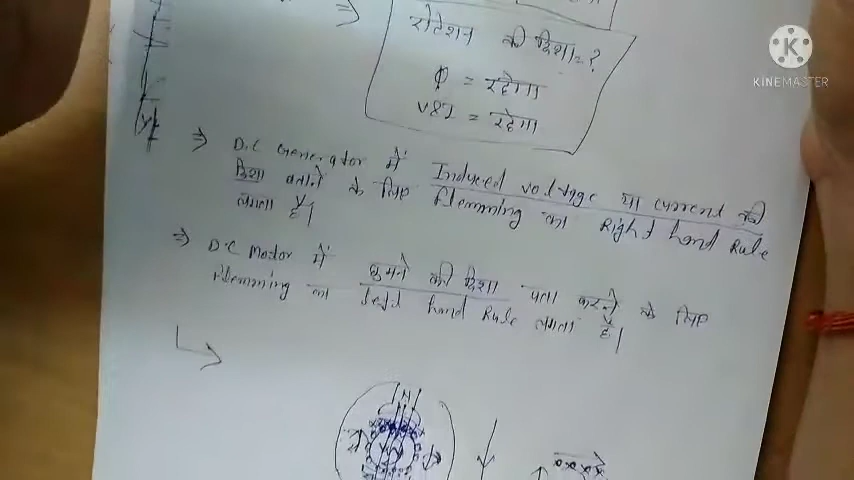 रोटेशन की दिशा = ?
φ = रहेगा
V&I = रहेगा
KINEMASTER
⇒ D.C Generator में Induced voltage या current की
दिशा बताने के लिए Flemming का Right hand Rule
लगता है।
⇒ D.C Motor में घुमने की दिशा पता करने के लिए
Flemming का left hand Rule लगता है।
N